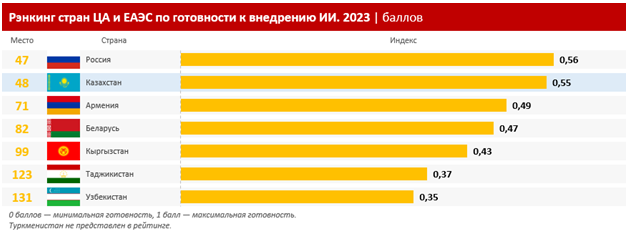 Рэнкинг стран ЦА и ЕАЭС по готовности к внедрению ИИ. 2023 | баллов
Место Страна Индекс
47 Россия 0,56
48 Казахстан 0,55
71 Армения 0,49
82 Беларусь 0,47
99 Кыргызстан 0,43
123 Таджикистан 0,37
131 Узбекистан 0,35
0 баллов — минимальная готовность, 1 балл — максимальная готовность.
Туркменистан не представлен в рейтинге.